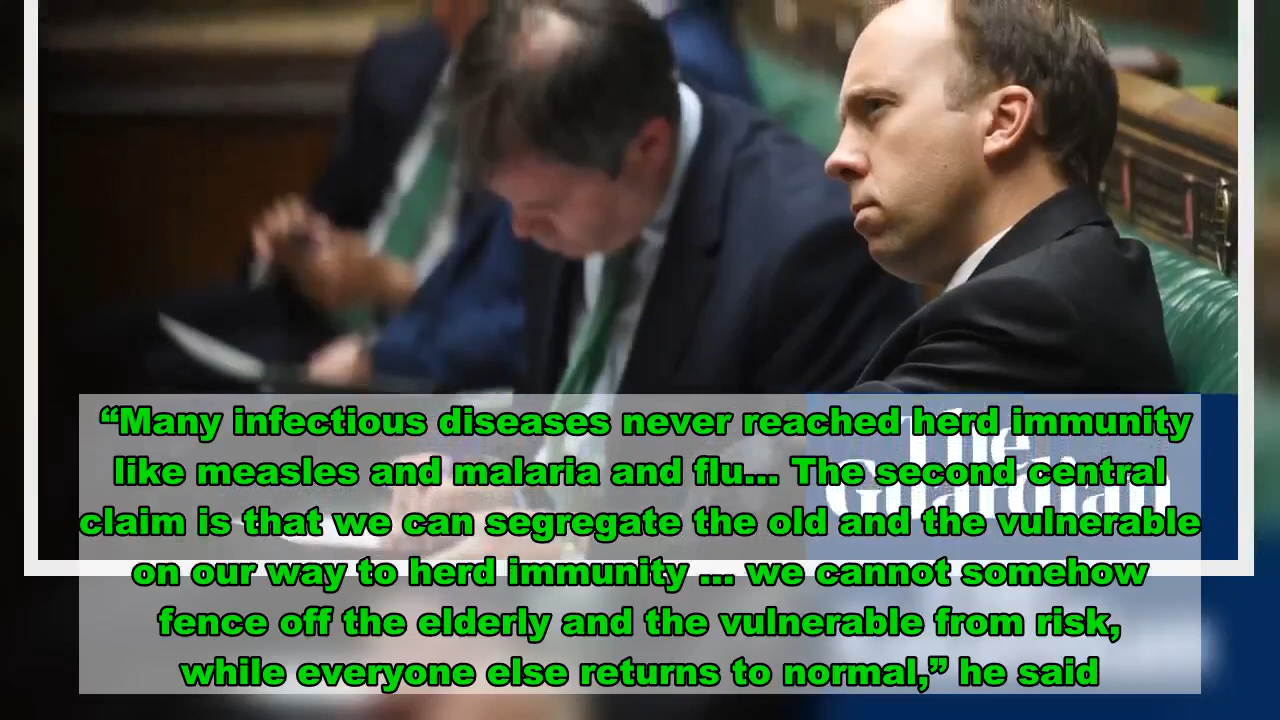 “Many infectious diseases never reached herd immunity
like measles and malaria and flu... The second central
claim is that we can segregate the old and the vulnerable
on our way to herd immunity ... we cannot somehow
fence off the elderly and the vulnerable from risk,
while everyone else returns to normal,” he said
The
Guardian